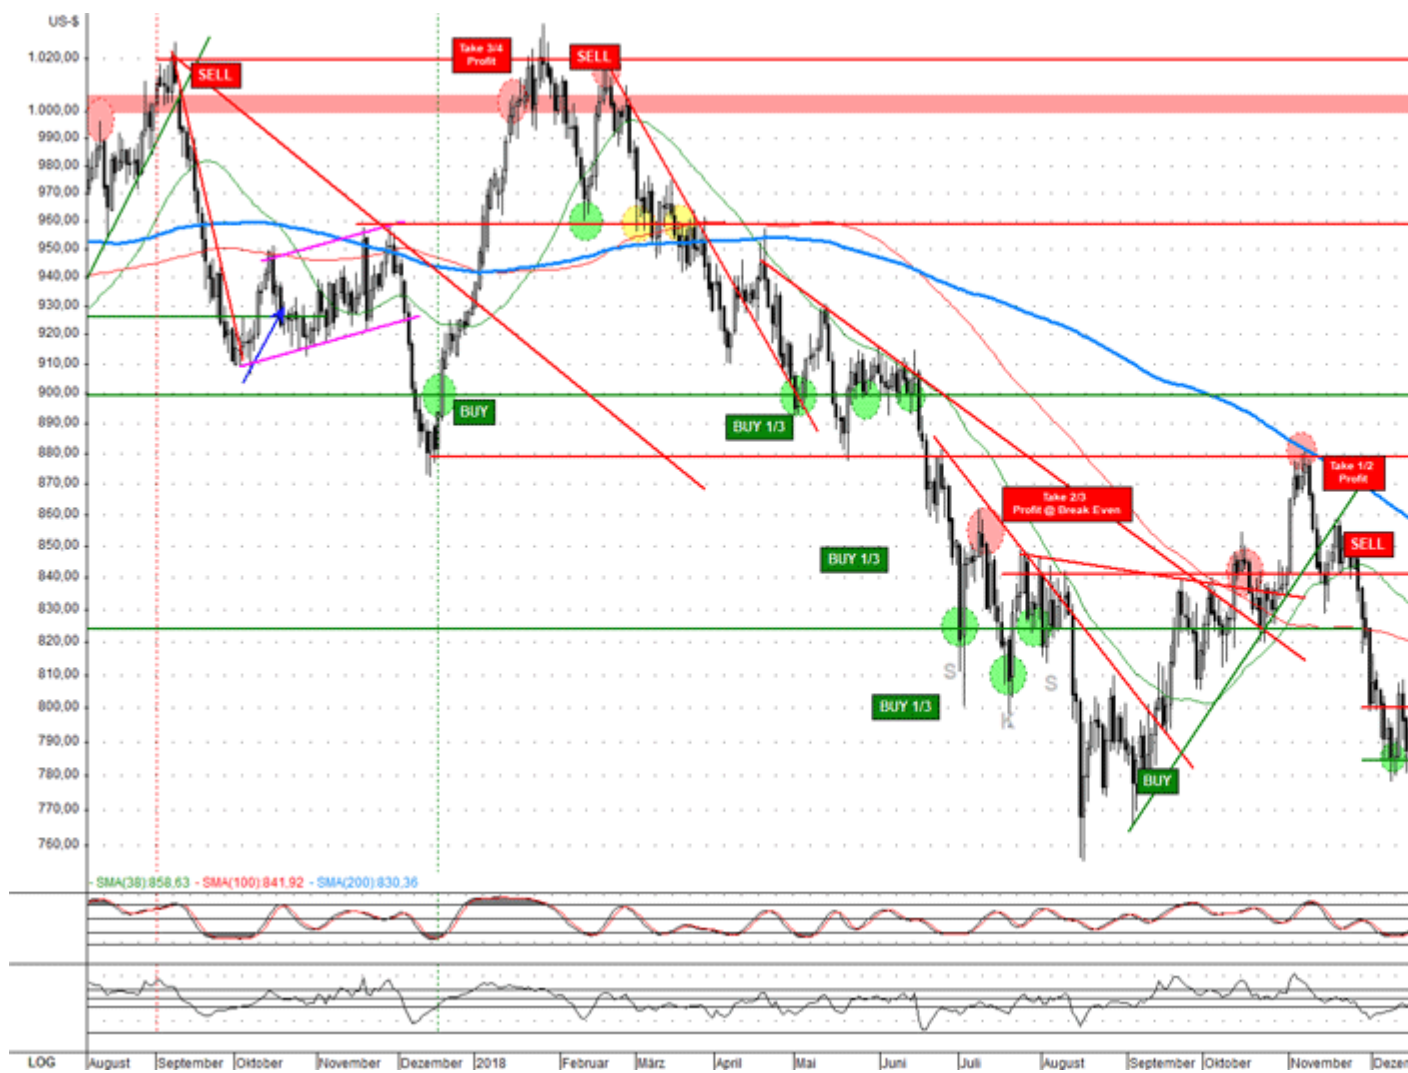 US-$
1.020,00
1.000,00
990,00
980,00
970,00
960,00
950,00
940,00
930,00
920,00
910,00
900,00
890,00
880,00
870,00
860,00
850,00
840,00
830,00
820,00
810,00
800,00
790,00
780,00
770,00
760,00
SELL
Take 3/4
Profit
SELL
BUY
BUY 1/3
BUY 1/3
BUY 1/3
Take 2/3
Profit @ Break Even
S
K
S
BUY
Take 1/2
Profit
SELL
- SMA(38):858,63 - SMA(100):841,92 - SMA(200):830,36
LOG August September Oktober November Dezember 2018 Februar März April Mai Juni Juli August September Oktober November Dezem